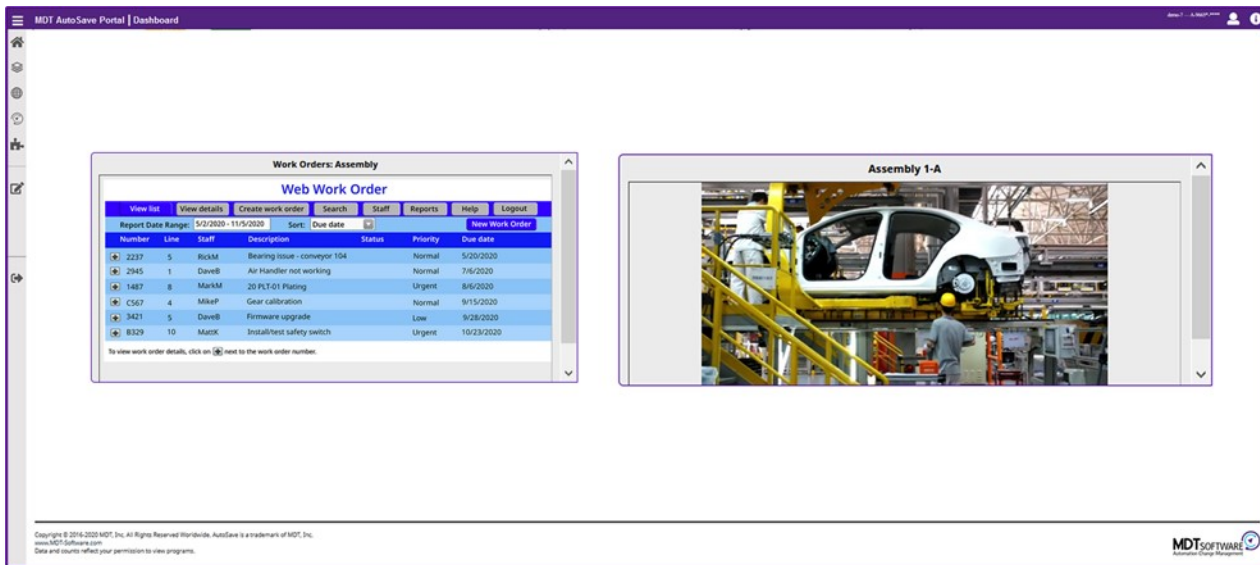 MDT AutoSave Portal | Dashboard
Work Orders: Assembly
Web Work Order
View list View details Create work order Search Staff Reports Help Logout
Report Date Range: 5/2/2020 - 11/5/2020 Sort: Due date New Work Order
Number Line Staff Description Status Priority Due date
2237 5 RickM Bearing issue - conveyor 104 Normal 5/20/2020
2945 1 DaveB Air Handler not working Normal 7/6/2020
1487 8 MarkM 20 PLT-01 Plating Urgent 8/6/2020
C567 4 MikeP Gear calibration Normal 9/15/2020
3421 5 DaveB Firmware upgrade Low 9/28/2020
B329 10 MattK Install/test safety switch Urgent 10/23/2020
To view work order details, click on next to the work order number.
Assembly 1-A
Copyright © 2016-2020 MDT, Inc. All Rights Reserved Worldwide. AutoSave is a trademark of MDT, Inc.
www.MDT-Software.com
Data and counts reflect your permission to view programs.
MDT SOFTWARE
Automation Change Management